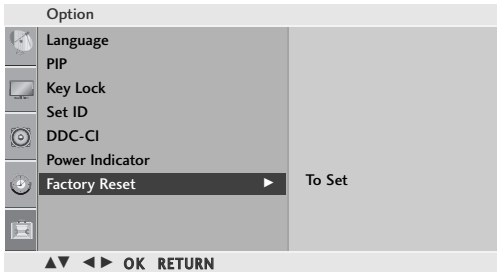 Option
Language
PIP
Key Lock
Set ID
DDC-CI
Power Indicator
Factory Reset ► To Set
▲▼ ◄► OK RETURN